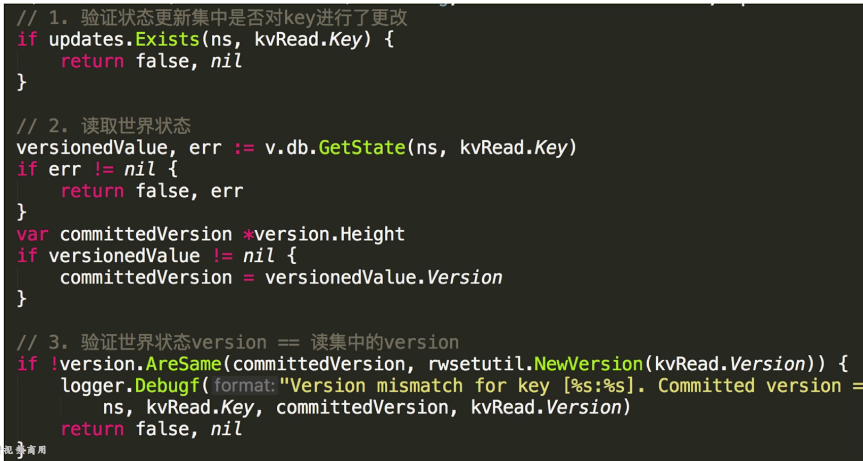 // 1. 验证状态更新集中是否对key进行了更改
if updates.Exists(ns, kvRead.Key) {
    return false, nil
}
// 2. 读取世界状态
versionedValue, err := v.db.GetState(ns, kvRead.Key)
if err != nil {
    return false, err
}
var committedVersion *version.Height
if versionedValue != nil {
    committedVersion = versionedValue.Version
}
// 3. 验证世界状态version == 读集中的version
if !version.AreSame(committedVersion, rwsetutil.NewVersion(kvRead.Version)) {
    logger.Debugf( format: "Version mismatch for key [%s:%s]. Committed version =
        ns, kvRead.Key, committedVersion, kvRead.Version)
    return false, nil
}